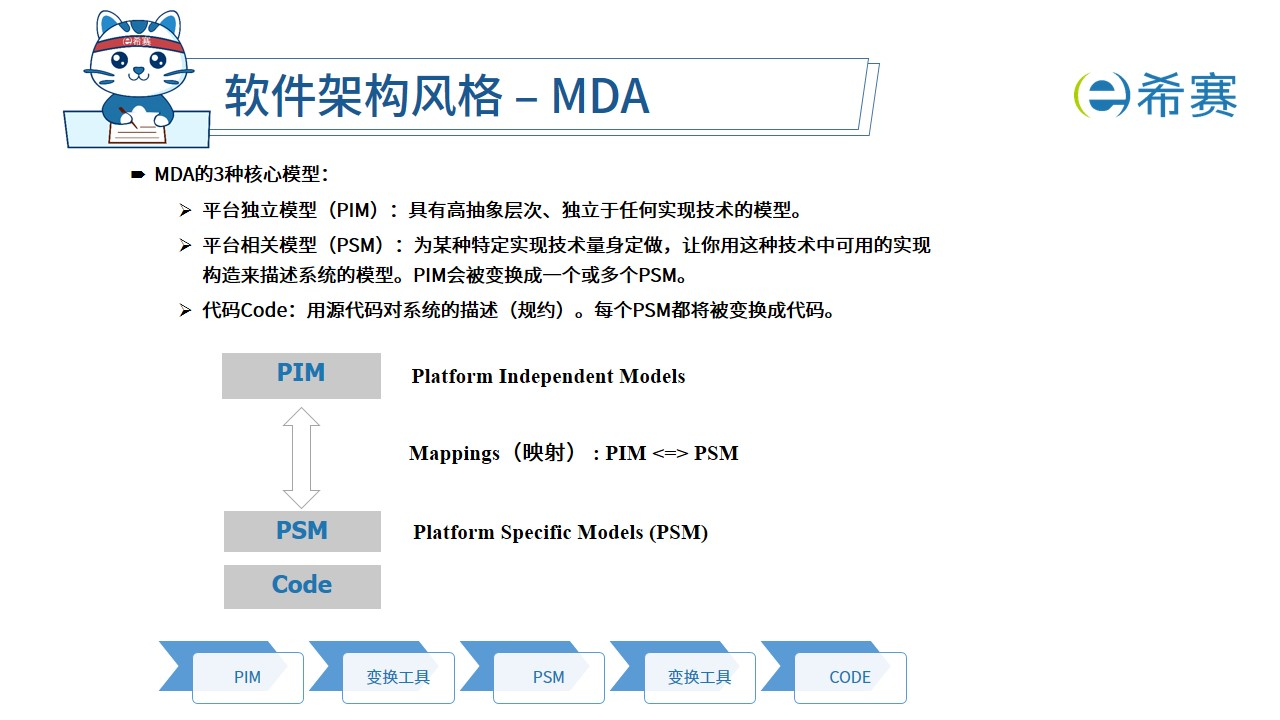 希赛
软件架构风格 – MDA
希赛
MDA的3种核心模型：
平台独立模型（PIM）：具有高抽象层次、独立于任何实现技术的模型。
平台相关模型（PSM）：为某种特定实现技术量身定做，让你用这种技术中可用的实现
构造来描述系统的模型。PIM会被变换成一个或多个PSM。
代码Code：用源代码对系统的描述（规约）。每个PSM都将被变换成代码。
PIM
Platform Independent Models
Mappings（映射）：PIM <=> PSM
PSM
Platform Specific Models (PSM)
Code
PIM
变换工具
PSM
变换工具
CODE